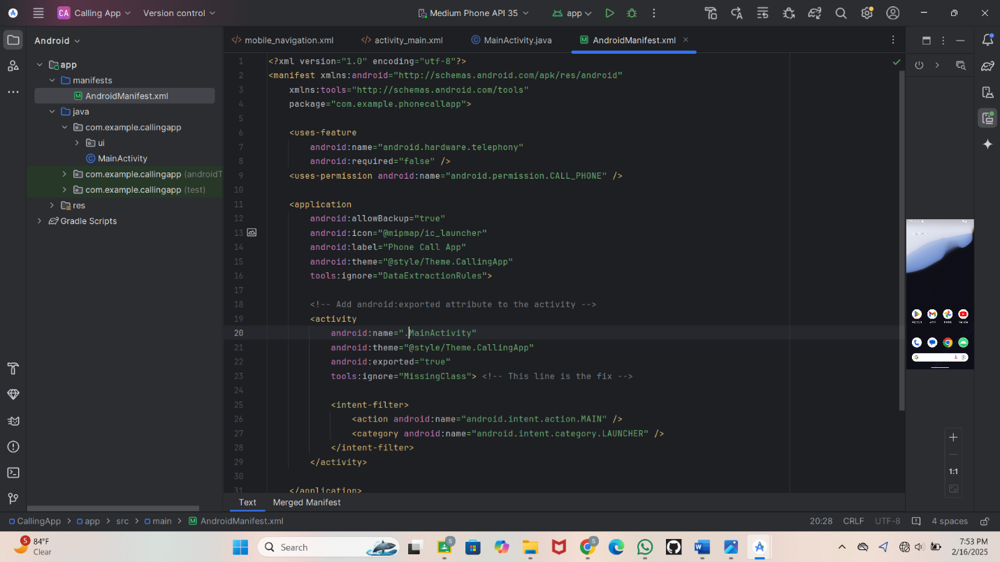 CA Calling App
Version control
Medium Phone API 35
app
Android
mobile_navigation.xml
activity_main.xml
MainActivity.java
AndroidManifest.xml
app
manifests
AndroidManifest.xml
java
com.example.callingapp
ui
MainActivity
com.example.callingapp (androidT
com.example.callingapp (test)
res
Gradle Scripts
1 <?xml version="1.0" encoding="utf-8"?>
2 <manifest xmlns:android="http://schemas.android.com/apk/res/android"
3 xmlns:tools="http://schemas.android.com/tools"
4 package="com.example.phonecallapp">
5
6 <uses-feature
7 android:name="android.hardware.telephony"
8 android:required="false" />
9 <uses-permission android:name="android.permission.CALL_PHONE" />
10
11 <application
12 android:allowBackup="true"
13 android:icon="@mipmap/ic_launcher"
14 android:label="Phone Call App"
15 android:theme="@style/Theme.CallingApp"
16 tools:ignore="DataExtractionRules">
17
18 <!-- Add android:exported attribute to the activity -->
19 <activity
20 android:name=".MainActivity"
21 android:theme="@style/Theme.CallingApp"
22 android:exported="true"
23 tools:ignore="MissingClass"> <!-- This line is the fix -->
24
25 <intent-filter>
26 <action android:name="android.intent.action.MAIN" />
27 <category android:name="android.intent.category.LAUNCHER" />
28 </intent-filter>
29 </activity>
30
31 </application>
Text
Merged Manifest
1:1
CallingApp > app > src > main > AndroidManifest.xml
20:28 CRLF UTF-8 4 spaces
5
84°F
Clear
Search
S
S
7:53 PM
2/16/2025